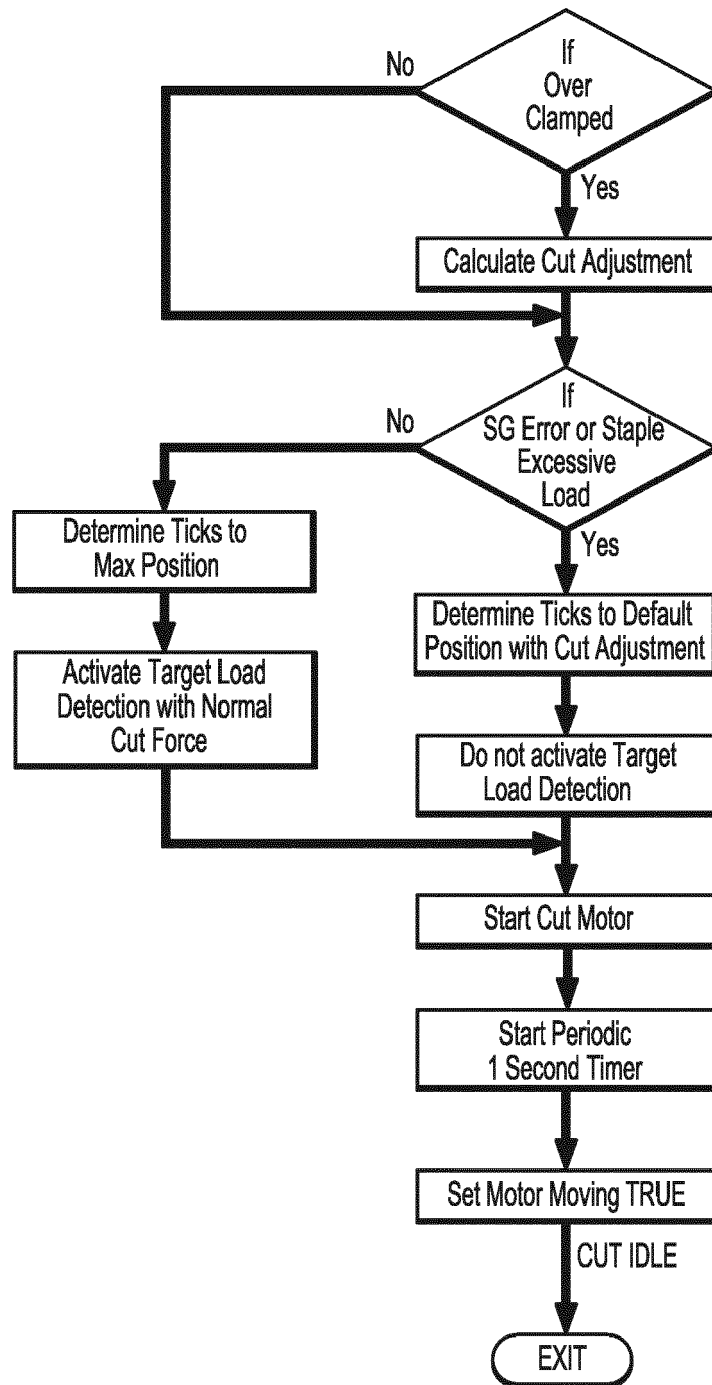 If
Over
Clamped
No
Yes
Calculate Cut Adjustment
If
SG Error or Staple
Excessive
Load
No
Yes
Determine Ticks to
Max Position
Activate Target Load
Detection with Normal
Cut Force
Determine Ticks to Default
Position with Cut Adjustment
Do not activate Target
Load Detection
Start Cut Motor
Start Periodic
1 Second Timer
Set Motor Moving TRUE
CUT IDLE
EXIT